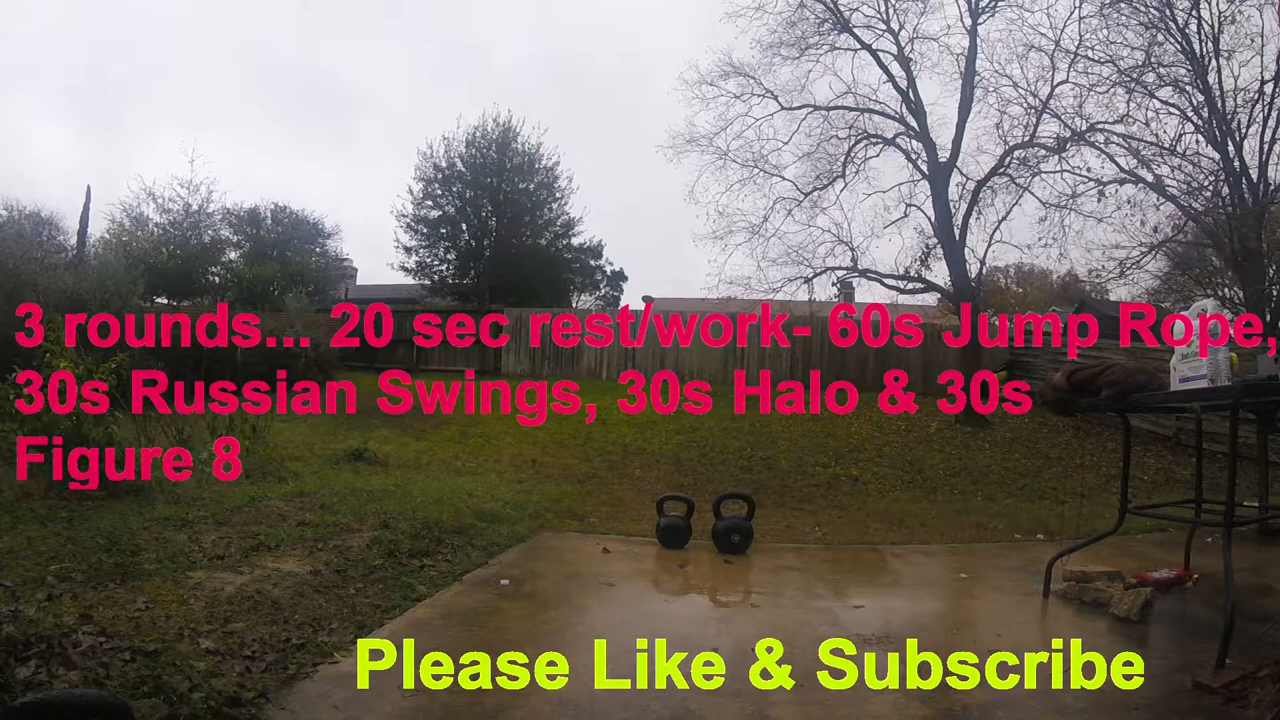 3 rounds... 20 sec rest/work- 60s Jump Rope,
30s Russian Swings, 30s Halo & 30s
Figure 8
Please Like & Subscribe